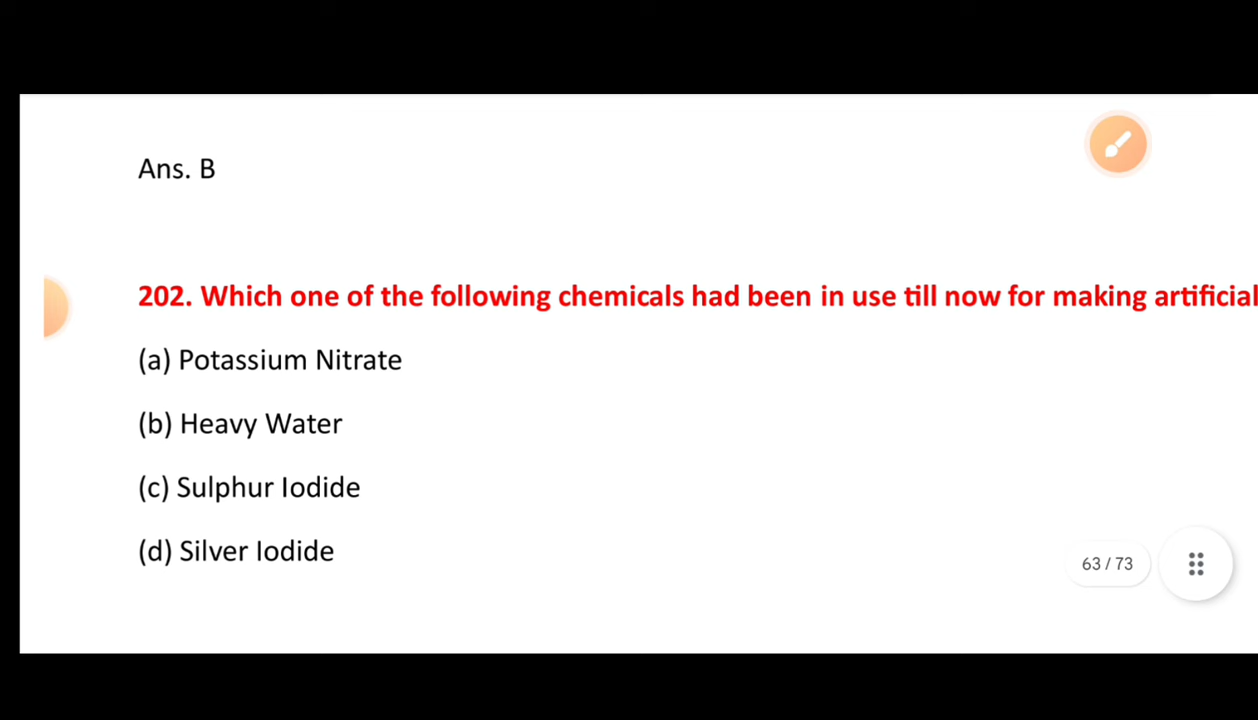 Ans. B
202. Which one of the following chemicals had been in use till now for making artificial
(a) Potassium Nitrate
(b) Heavy Water
(c) Sulphur Iodide
(d) Silver Iodide
63 / 73